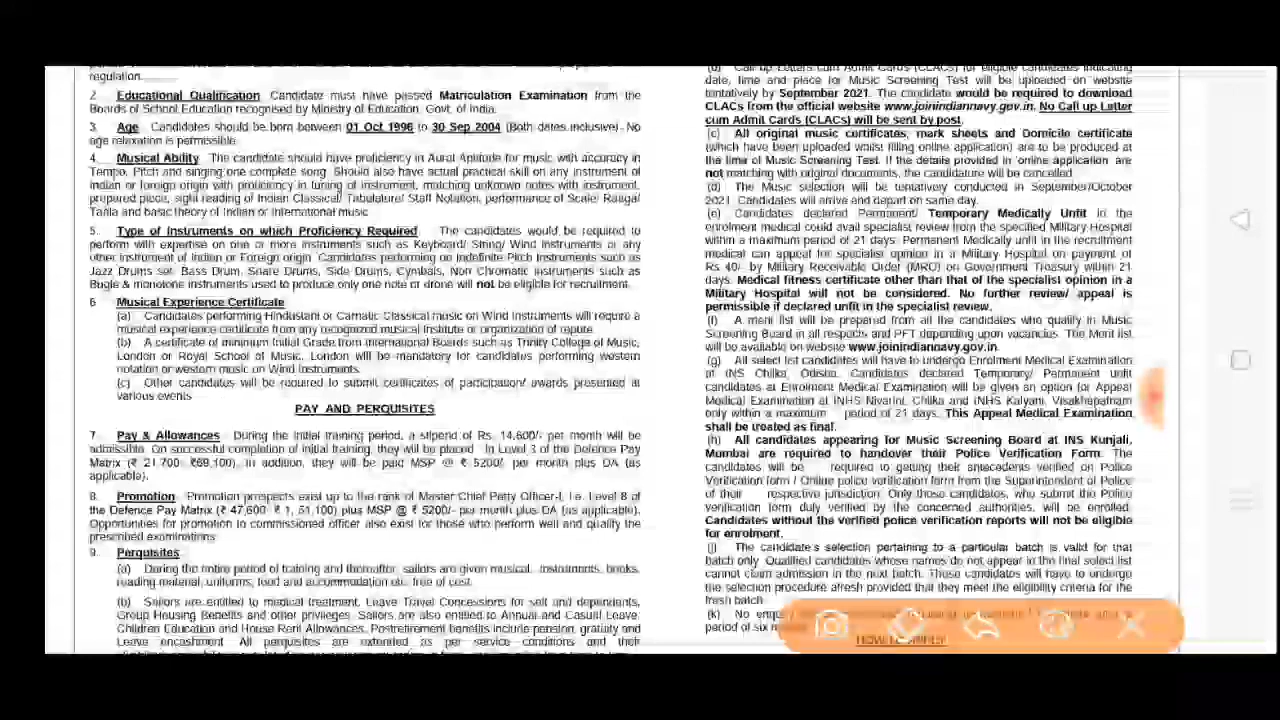 regulation.
2. Educational Qualification Candidate must have passed Matriculation Examination from the
Boards of School Education recognised by Ministry of Education, Govt. of India.
3. Age Candidates should be born between 01 Oct 1996 to 30 Sep 2004 (Both dates inclusive) No
age relaxation is permissible
4. Musical Ability The candidate should have proficiency in Aural Aptitude for music with accuracy in
Tempo, Pitch and singing one complete song. Should also have actual practical skill on any instrument of
Indian or foreign origin with proficiency in tuning of instrument, matching unknown notes with instrument,
prepared piece, sight reading of Indian Classical/ Tabulature/ Staff Notation, performance of Scale/ Raaga/
Taala and basic theory of Indian or International music
5. Type of Instruments on which Proficiency Required The candidates would be required to
perform with expertise on one or more instruments such as Keyboard/ String/ Wind Instruments or any
other instrument of Indian or Foreign origin. Candidates performing on Indefinite Pitch Instruments such as
Jazz Drums set, Bass Drum, Snare Drums, Side Drums, Cymbals, Non Chromatic instruments such as
Bugle & monotone instruments used to produce only one note or drone will not be eligible for recruitment.
6 Musical Experience Certificate
(a) Candidates performing Hindustani or Carnatic Classical music on Wind Instruments will require a
musical experience certificate from any recognized musical institute or organization of repute.
(b) A certificate of minimum Initial Grade from International Boards such as Trinity College of Music,
London or Royal School of Music, London will be mandatory for candidates performing western
notation or western music on Wind Instruments.
(c) Other candidates will be required to submit certificates of participation/ awards presented at
various events
PAY AND PERQUISITES
7. Pay & Allowances During the initial training period, a stipend of Rs. 14,600/- per month will be
admissible. On successful completion of initial training, they will be placed in Level 3 of the Defence Pay
Matrix (₹ 21,700- ₹69,100). In addition, they will be paid MSP @ ₹ 5200/- per month plus DA (as
applicable).
8. Promotion Promotion prospects exist up to the rank of Master Chief Petty Officer-I, i.e. Level 8 of
the Defence Pay Matrix (₹ 47,600- ₹ 1, 51,100) plus MSP @ ₹ 5200/- per month plus DA (as applicable).
Opportunities for promotion to commissioned officer also exist for those who perform well and qualify the
prescribed examinations
9. Perquisites
(a) During the entire period of training and thereafter, sailors are given musical instruments, books,
reading material, uniforms, food and accommodation etc. free of cost.
(b) Sailors are entitled to medical treatment, Leave Travel Concessions for self and dependants,
Group Housing Benefits and other privileges. Sailors are also entitled to Annual and Casual Leave,
Children Education and House Rent Allowances. Postretirement benefits include pension, gratuity and
Leave encashment All perquisites are extended as per service conditions and their
(b) Call up Letters cum Admit Cards (CLACs) for eligible candidates indicating
date, time and place for Music Screening Test will be uploaded on website
tentatively by September 2021. The candidate would be required to download
CLACs from the official website www.joinindiannavy.gov.in. No Call up Letter
cum Admit Cards (CLACs) will be sent by post.
(c) All original music certificates, mark sheets and Domicile certificate
(which have been uploaded whilst filling online application) are to be produced at
the time of Music Screening Test. If the details provided in 'online application' are
not matching with original documents, the candidature will be cancelled
(d) The Music selection will be tentatively conducted in September/October
2021 Candidates will arrive and depart on same day.
(e) Candidates declared Permanent/ Temporary Medically Unfit in the
enrolment medical could avail specialist review from the specified Military Hospital
within a maximum period of 21 days. Permanent Medically unfit in the recruitment
medical can appeal for specialist opinion in a Military Hospital on payment of
Rs 40/- by Military Receivable Order (MRO) on Government Treasury within 21
days. Medical fitness certificate other than that of the specialist opinion in a
Military Hospital will not be considered. No further review/ appeal is
permissible if declared unfit in the specialist review.
(f) A merit list will be prepared from all the candidates who qualify in Music
Screening Board in all respects and PFT depending upon vacancies. The Merit list
will be available on website www.joinindiannavy.gov.in.
(g) All select list candidates will have to undergo Enrolment Medical Examination
at INS Chilka, Odisha. Candidates declared Temporary/ Permanent unfit
candidates at Enrolment Medical Examination will be given an option for Appeal
Medical Examination at INHS Nivarini, Chilka and INHS Kalyani, Visakhapatnam
only within a maximum period of 21 days. This Appeal Medical Examination
shall be treated as final.
(h) All candidates appearing for Music Screening Board at INS Kunjali,
Mumbai are required to handover their Police Verification Form. The
candidates will be required to getting their antecedents verified on Police
Verification form / Online police verification form from the Superintendent of Police
of their respective jurisdiction. Only those candidates, who submit the Police
verification form duly verified by the concerned authorities, will be enrolled.
Candidates without the verified police verification reports will not be eligible
for enrolment.
(j) The candidate's selection pertaining to a particular batch is valid for that
batch only Qualified candidates whose names do not appear in the final select list
cannot claim admission in the next batch. These candidates will have to undergo
the selection procedure afresh provided that they meet the eligibility criteria for the
fresh batch
(k) No enquiry
period of six
HOW TO APPLY